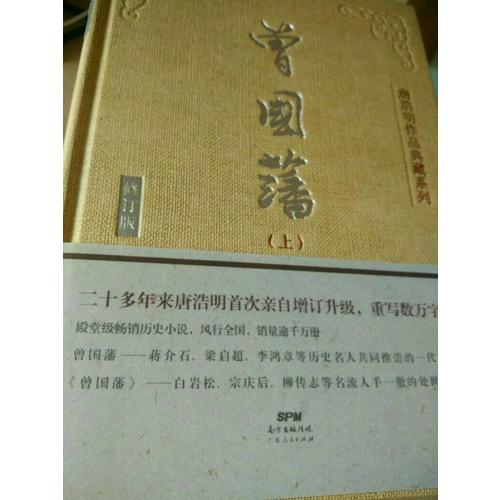 曾國藩
(上)
唐浩明作品典藏系列
修订版
二十多年来唐浩明首次亲自增订升级，重写数万字
殿堂级畅销历史小说，风行全国，销量逾千万册
曾国藩——蒋介石、梁启超、李鸿章等历史名人共同推崇的一代
《曾国藩》——白岩松、宗庆后、柳传志等名流人手一册的处世
SPM
南方出版传媒
广东人民出版社